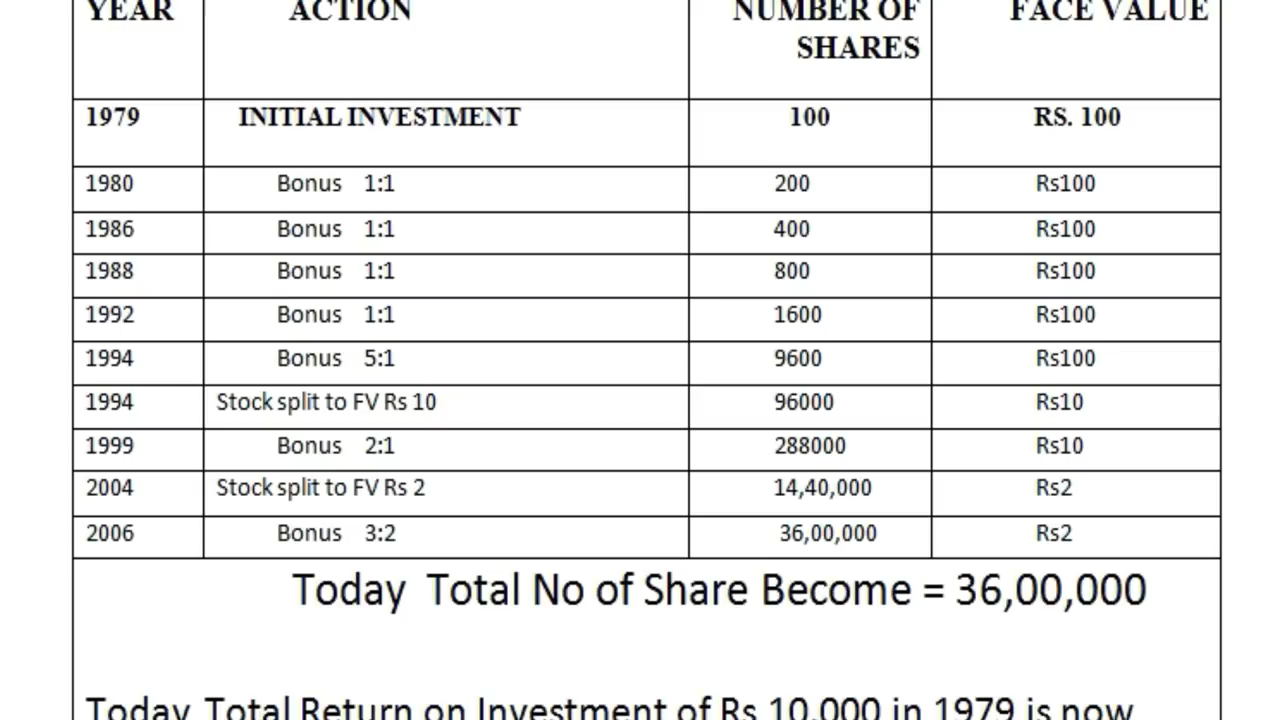 YEAR ACTION NUMBER OF SHARES FACE VALUE
1979 INITIAL INVESTMENT 100 RS. 100
1980 Bonus 1:1 200 Rs100
1986 Bonus 1:1 400 Rs100
1988 Bonus 1:1 800 Rs100
1992 Bonus 1:1 1600 Rs100
1994 Bonus 5:1 9600 Rs100
1994 Stock split to FV Rs 10 96000 Rs10
1999 Bonus 2:1 288000 Rs10
2004 Stock split to FV Rs 2 14,40,000 Rs2
2006 Bonus 3:2 36,00,000 Rs2
Today Total No of Share Become = 36,00,000
Today Total Return on Investment of Rs 10,000 in 1979 is now